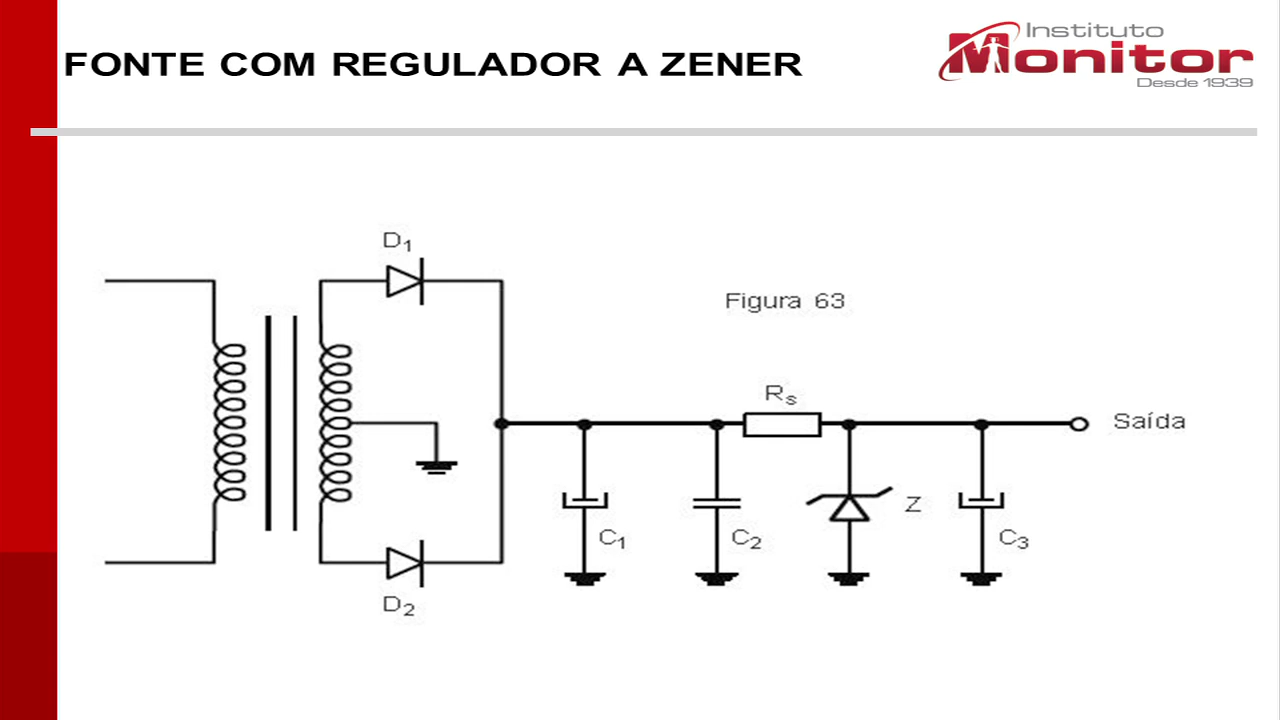 FONTE COM REGULADOR A ZENER
Instituto
Monitor
Desde 1939
D1
Figura 63
Rs
Saída
Z
C1
C2
C3
D2